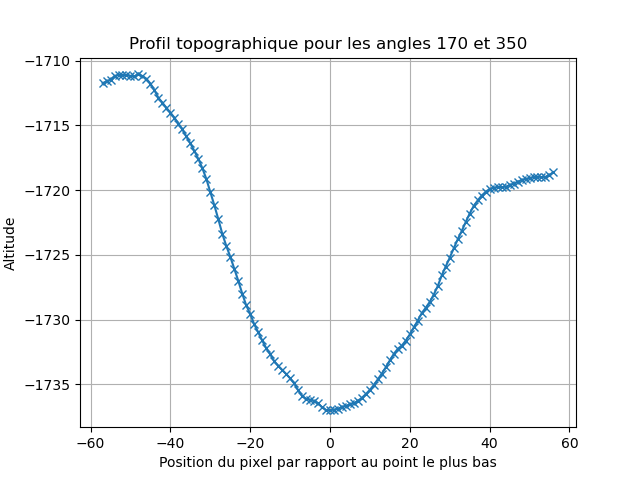 Profil topographique pour les angles 170 et 350
−1710
−1715
−1720
−1725
−1730
−1735
Altitude
−60 −40 −20 0 20 40 60
Position du pixel par rapport au point le plus bas